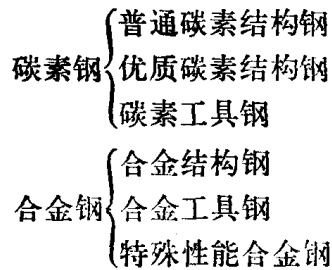 普通碳素结构钢
碳素钢 优质碳素结构钢
碳素工具钢
合金结构钢
合金钢 合金工具钢
特殊性能合金钢